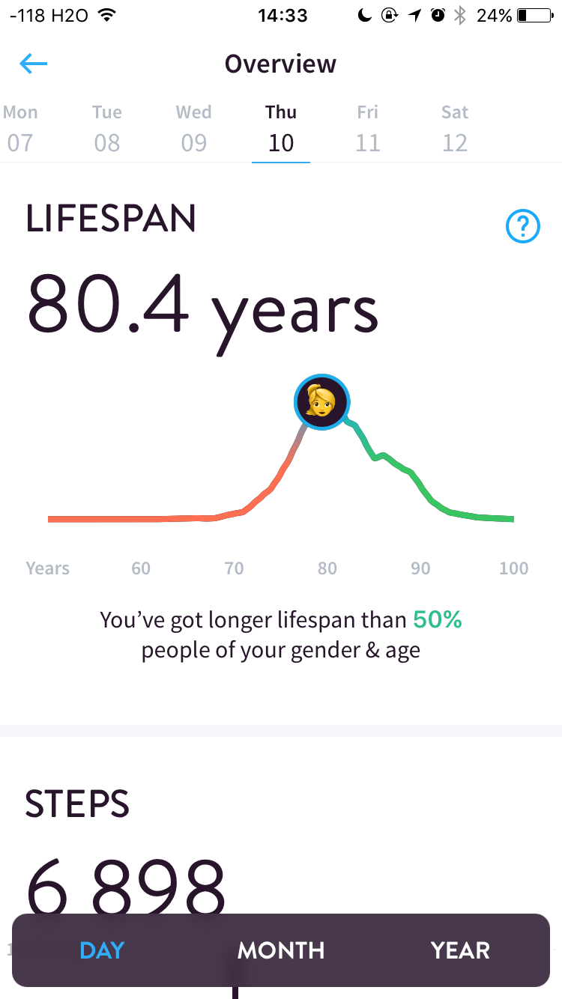 -118 H2O 14:33 24%
Overview
Mon Tue Wed Thu Fri Sat
07 08 09 10 11 12
LIFESPAN
?
80.4 years
Years 60 70 80 90 100
You’ve got longer lifespan than 50%
people of your gender & age
STEPS
6 898
DAY MONTH YEAR